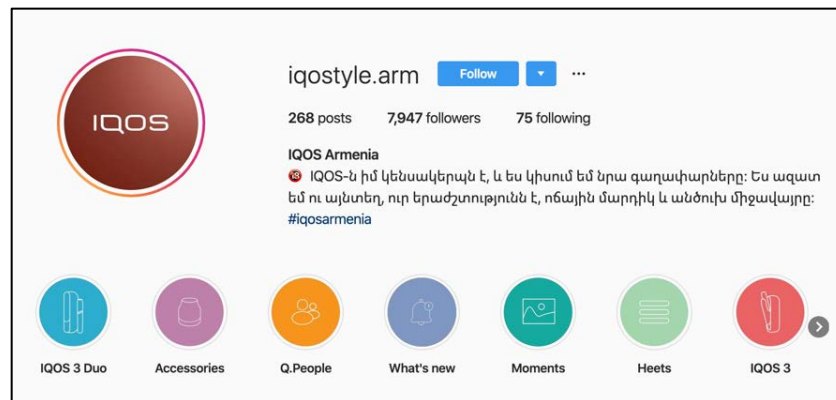 IQOS
iqostyle.arm Follow
268 posts 7,947 followers 75 following
IQOS Armenia
IQOS-ն իմ կենսակերպն է, և ես կիսում եմ նրա գաղափարները: Ես ազատ
եմ ու այնտեղ, ուր երաժշտությունն է, ոճային մարդիկ և անծուխ միջավայրը:
#iqosarmenia
IQOS 3 Duo Accessories Q.People What's new Moments Heets IQOS 3